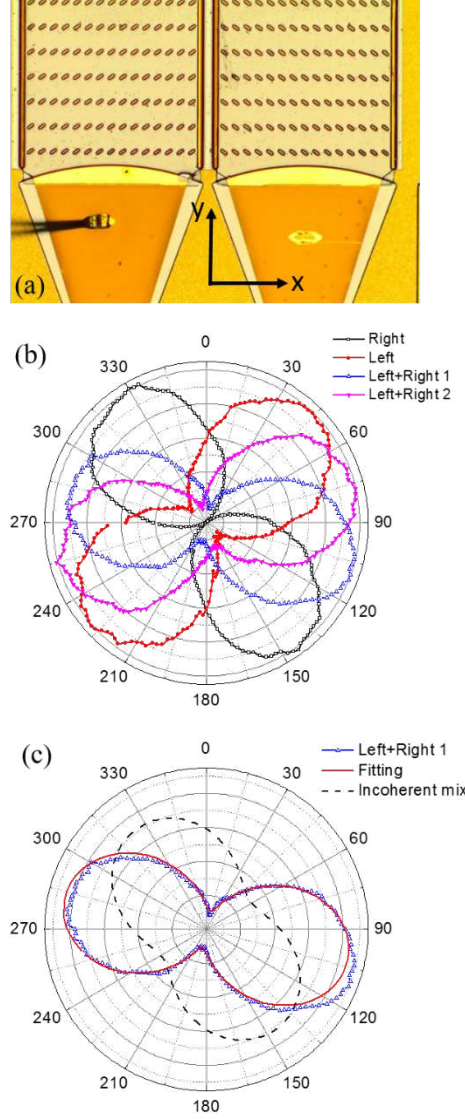 y
x
(a)
(b)
Right
Left
Left+Right 1
Left+Right 2
0
30
60
90
120
150
180
210
240
270
300
330
(c)
Left+Right 1
Fitting
Incoherent mix
0
30
60
90
120
150
180
210
240
270
300
330